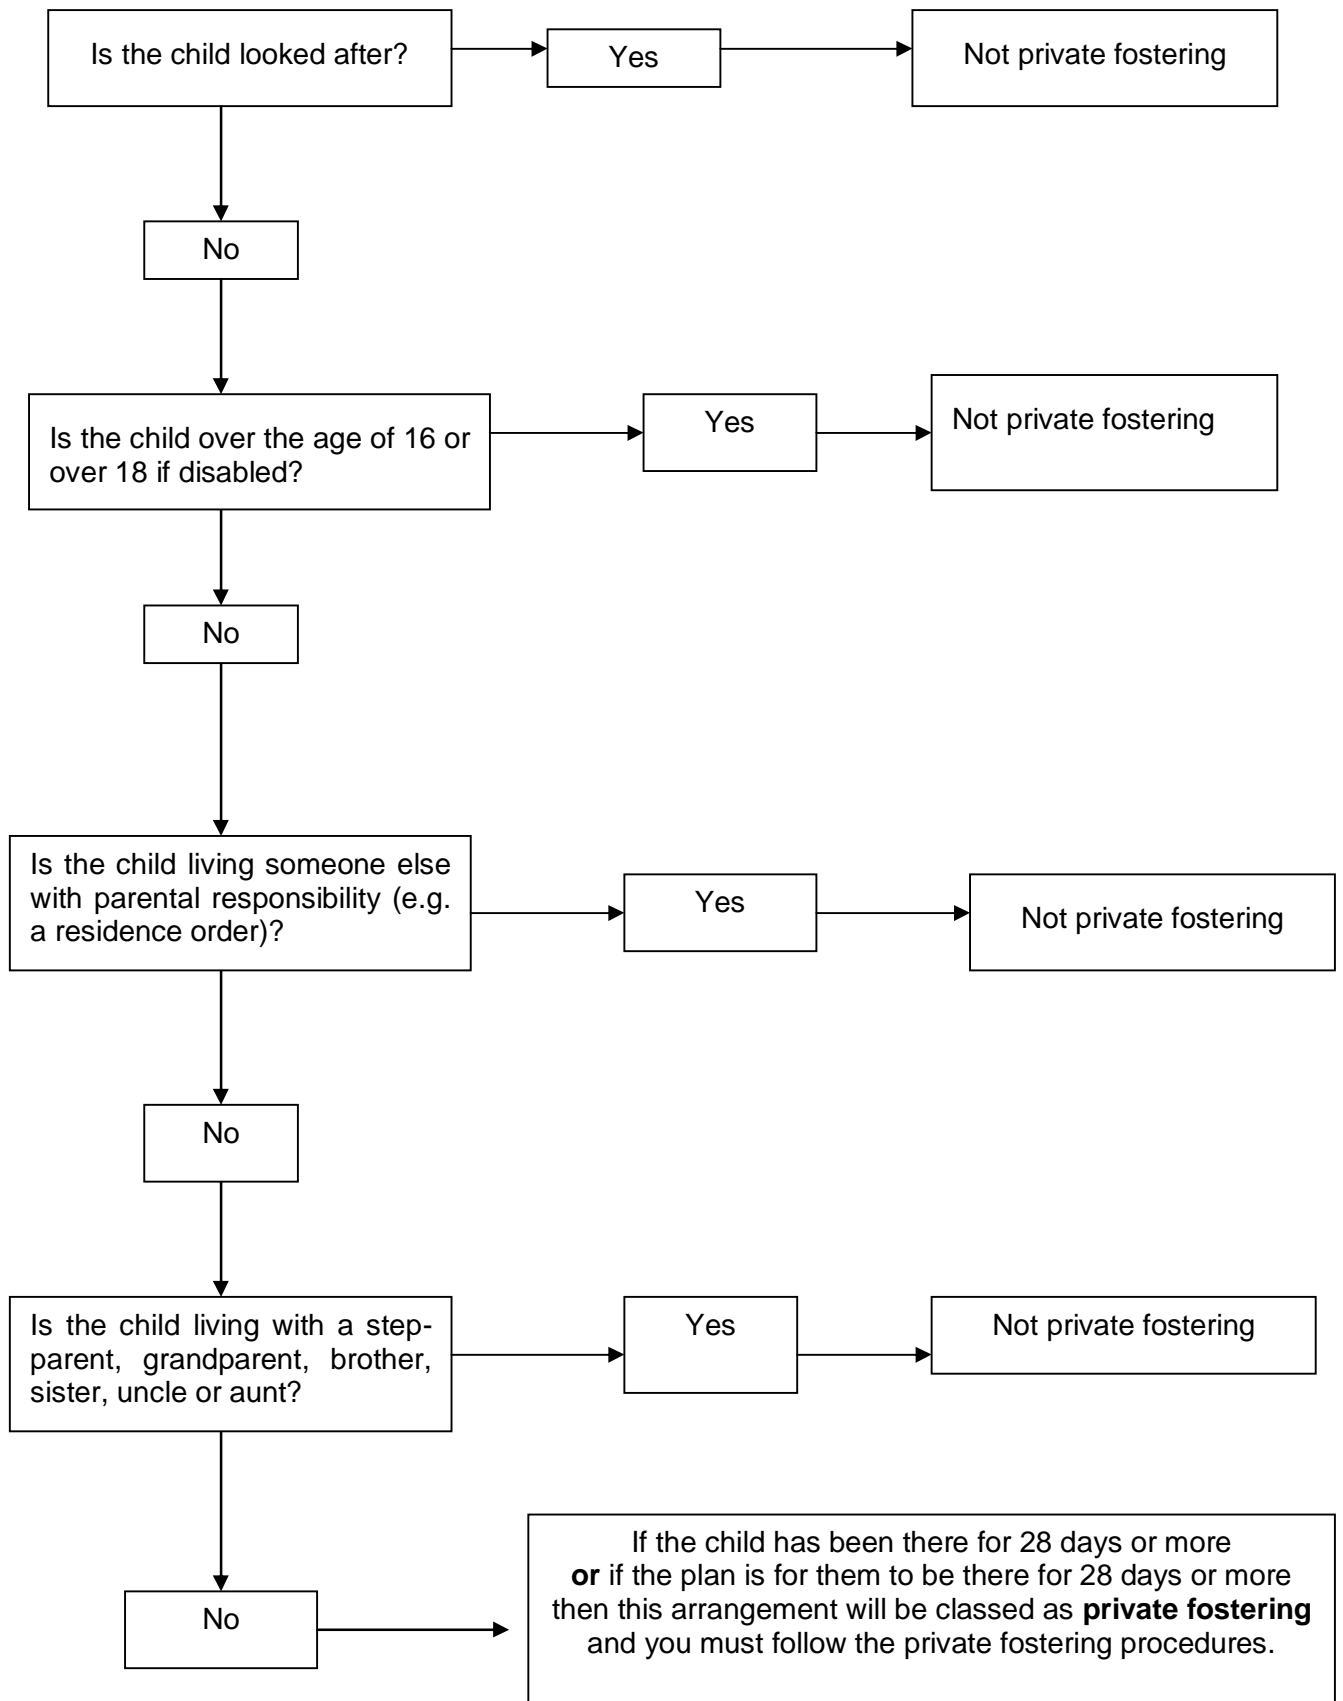 Is the child looked after?
Yes
Not private fostering
No
Is the child over the age of 16 or
over 18 if disabled?
Yes
Not private fostering
No
Is the child living someone else
with parental responsibility (e.g.
a residence order)?
Yes
Not private fostering
No
Is the child living with a step-
parent, grandparent, brother,
sister, uncle or aunt?
Yes
Not private fostering
No
If the child has been there for 28 days or more
or if the plan is for them to be there for 28 days or more
then this arrangement will be classed as private fostering
and you must follow the private fostering procedures.